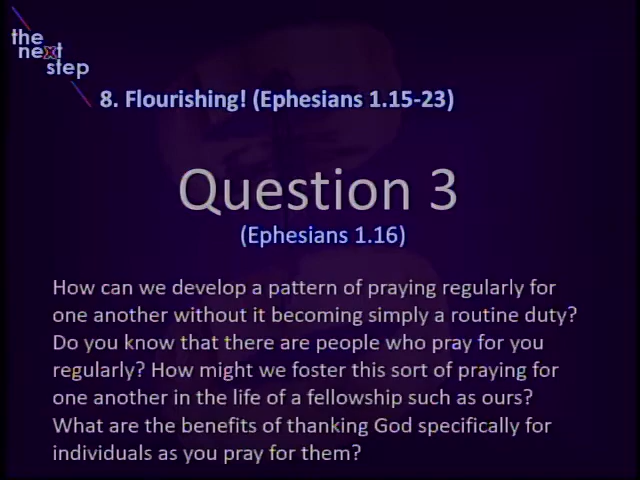 the
next
step
8. Flourishing! (Ephesians 1.15-23)
Question 3
(Ephesians 1.16)
How can we develop a pattern of praying regularly for
one another without it becoming simply a routine duty?
Do you know that there are people who pray for you
regularly? How might we foster this sort of praying for
one another in the life of a fellowship such as ours?
What are the benefits of thanking God specifically for
individuals as you pray for them?